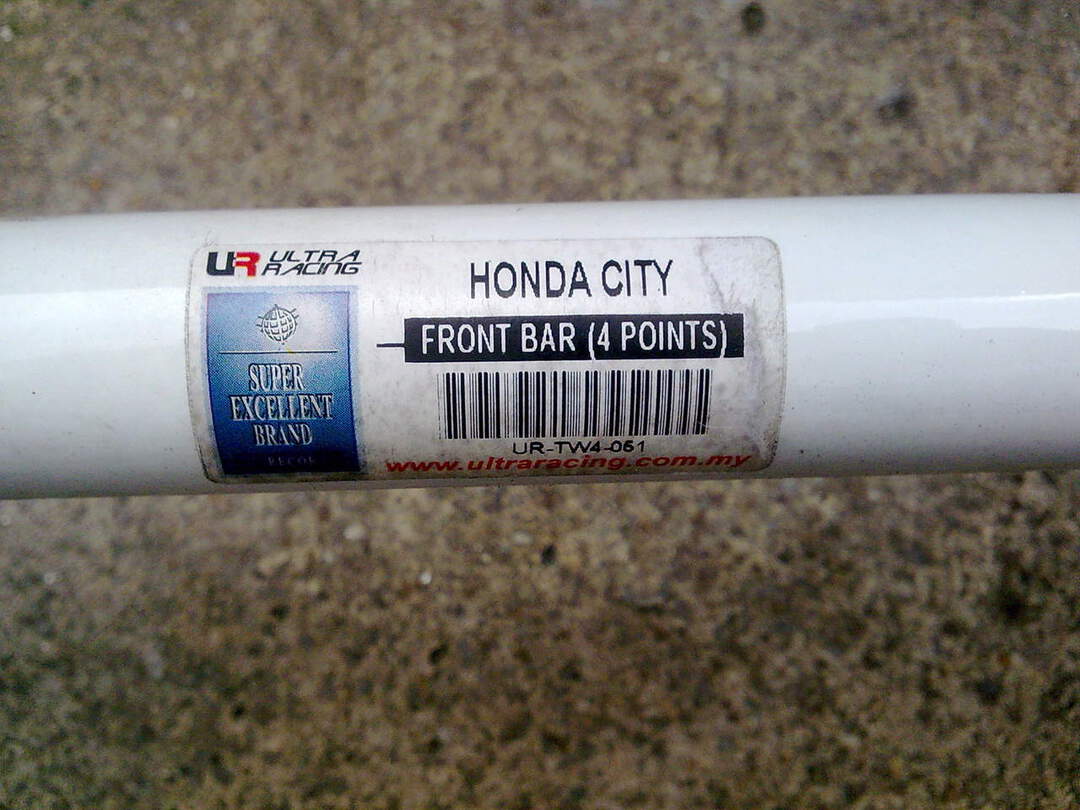 UR ULTRA
RACING
HONDA CITY
FRONT BAR (4 POINTS)
SUPER
EXCELLENT
BRAND
UR-TW4-051
www.ultraracing.com.my